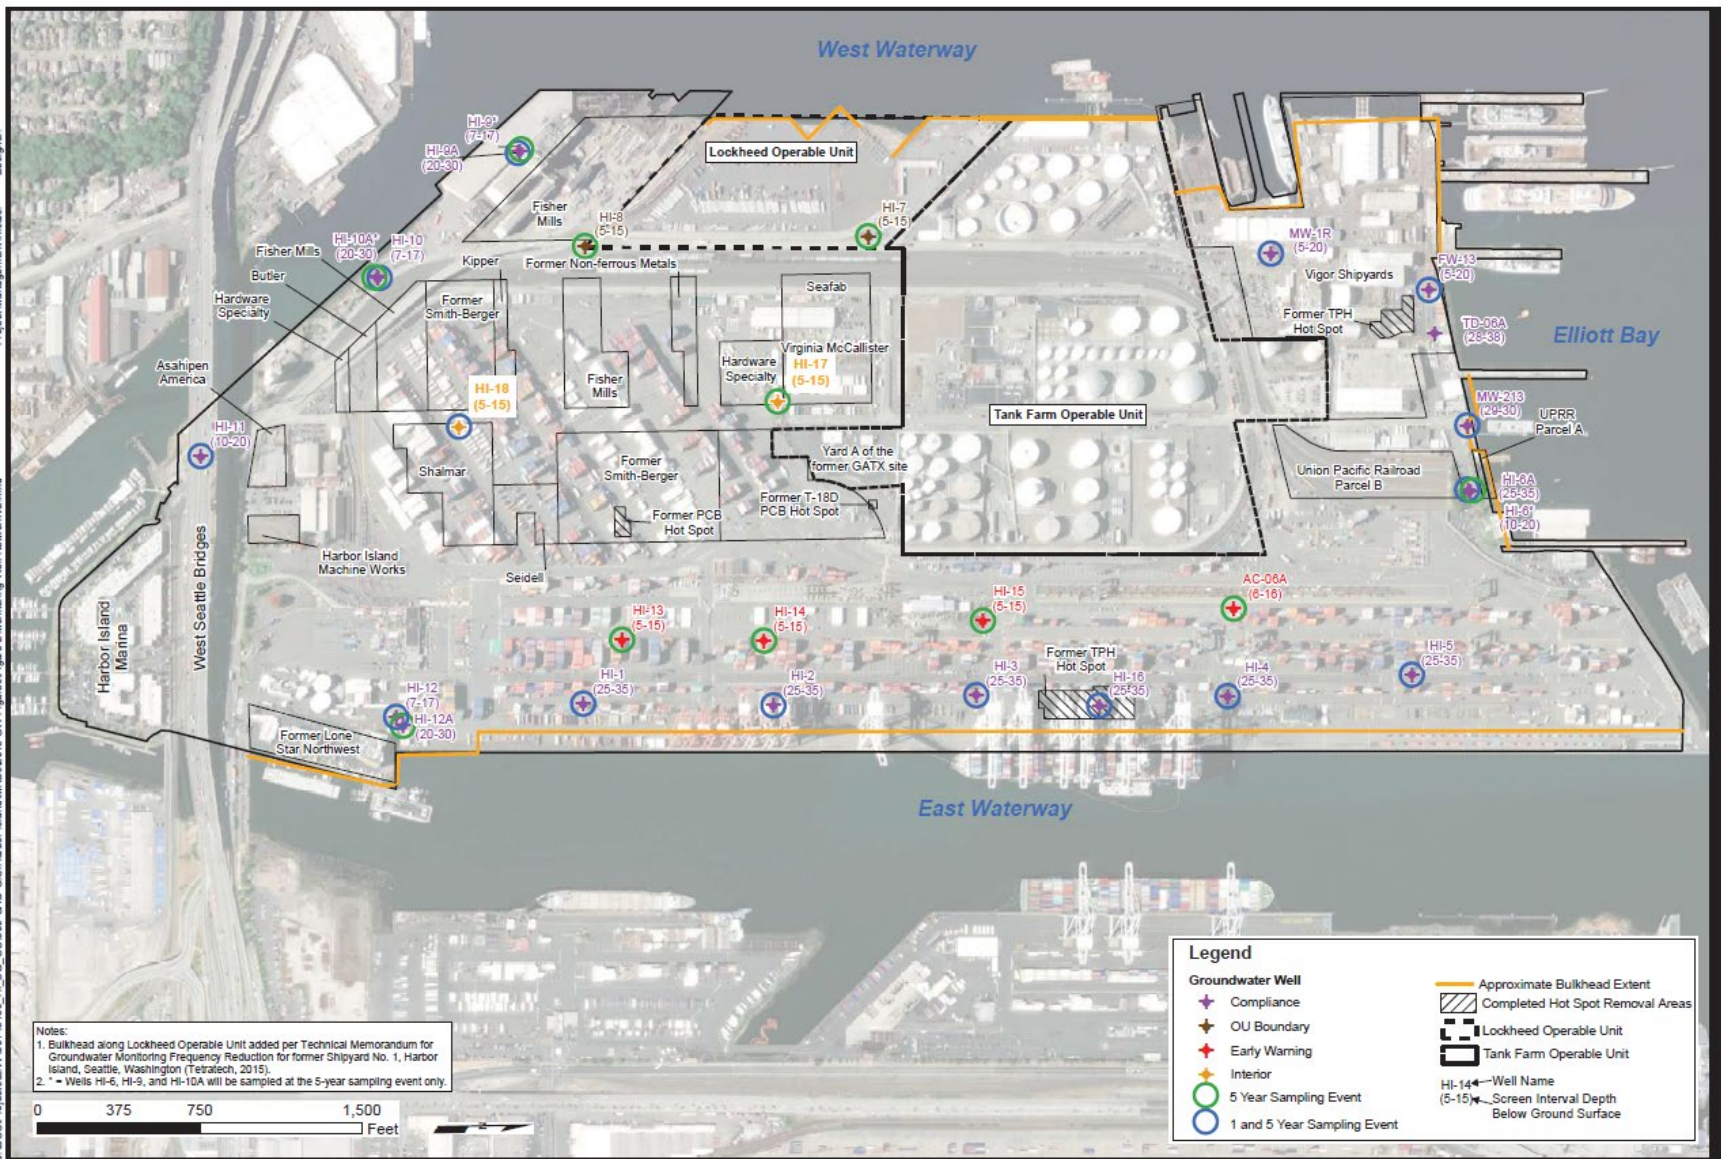 West Waterway
HI-9*
(7-17)
HI-9A
(20-30)
Lockheed Operable Unit
Fisher
Mills
HI-8
(5-15)
HI-7
(5-15)
HI-10A*
(20-30)
HI-10
(7-17)
Fisher Mills
Butler
Hardware
Specialty
Kipper
Former Non-ferrous Metals
MW-1R
(5-20)
Vigor Shipyards
FW-13
(5-20)
Former
Smith-Berger
Seafab
Former TPH
Hot Spot
TD-06A
(28-38)
Elliott Bay
Asahipen
America
Virginia McCallister
Hardware
Specialty
HI-17
(5-15)
Fisher
Mills
HI-18
(5-15)
Tank Farm Operable Unit
MW-213
(29-30)
UPRR
Parcel A
HI-11
(10-20)
Shalmar
Former
Smith-Berger
Yard A of the
former GATX site
Union Pacific Railroad
Parcel B
HI-6A
(25-35)
HI-6*
(10-20)
Former T-18D
PCB Hot Spot
Former PCB
Hot Spot
Harbor Island
Machine Works
Seidell
West Seattle Bridges
Harbor Island
Marina
HI-13
(5-15)
HI-14
(5-15)
HI-15
(5-15)
AC-06A
(6-16)
Former TPH
Hot Spot
HI-1
(25-35)
HI-2
(25-35)
HI-3
(25-35)
HI-16
(25-35)
HI-4
(25-35)
HI-5
(25-35)
HI-12
(7-17)
HI-12A
(20-30)
Former Lone
Star Northwest
East Waterway
Notes:
1. Bulkhead along Lockheed Operable Unit added per Technical Memorandum for
Groundwater Monitoring Frequency Reduction for former Shipyard No. 1, Harbor
Island, Seattle, Washington (Tetratech, 2015).
2. * = Wells HI-6, HI-9, and HI-10A will be sampled at the 5-year sampling event only.
0 375 750 1,500
Feet
Legend
Groundwater Well
Compliance
OU Boundary
Early Warning
Interior
5 Year Sampling Event
1 and 5 Year Sampling Event
Approximate Bulkhead Extent
Completed Hot Spot Removal Areas
Lockheed Operable Unit
Tank Farm Operable Unit
HI-14 Well Name
(5-15) Screen Interval Depth
Below Ground Surface